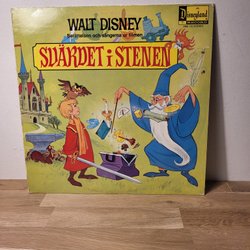 WALT DISNEY
Berättelsen och sångerna ur filmen
SVÄRDET i STENEN
Disneyland